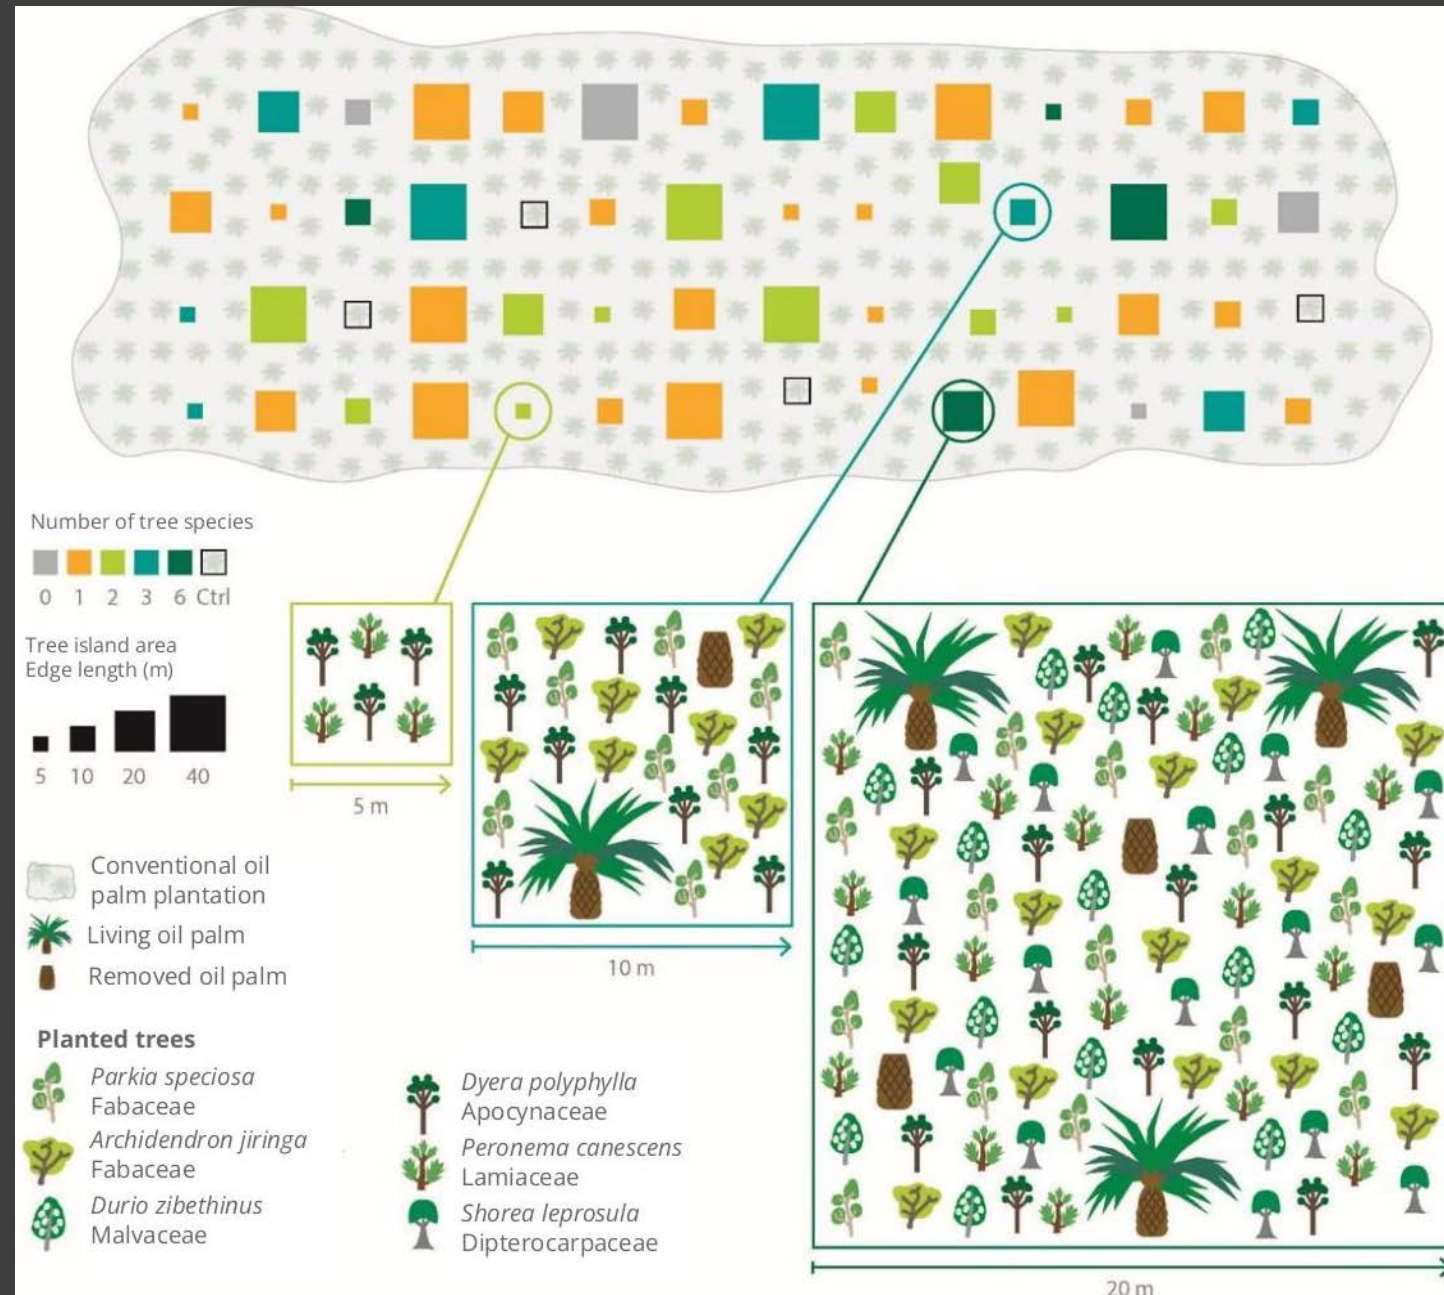 Number of tree species
0 1 2 3 6 Ctrl
Tree island area
Edge length (m)
5 10 20 40
5 m
10 m
20 m
Conventional oil
palm plantation
Living oil palm
Removed oil palm
Planted trees
Parkia speciosa
Fabaceae
Archidendron jiringa
Fabaceae
Durio zibethinus
Malvaceae
Dyera polyphylla
Apocynaceae
Peronema canescens
Lamiaceae
Shorea leprosula
Dipterocarpaceae